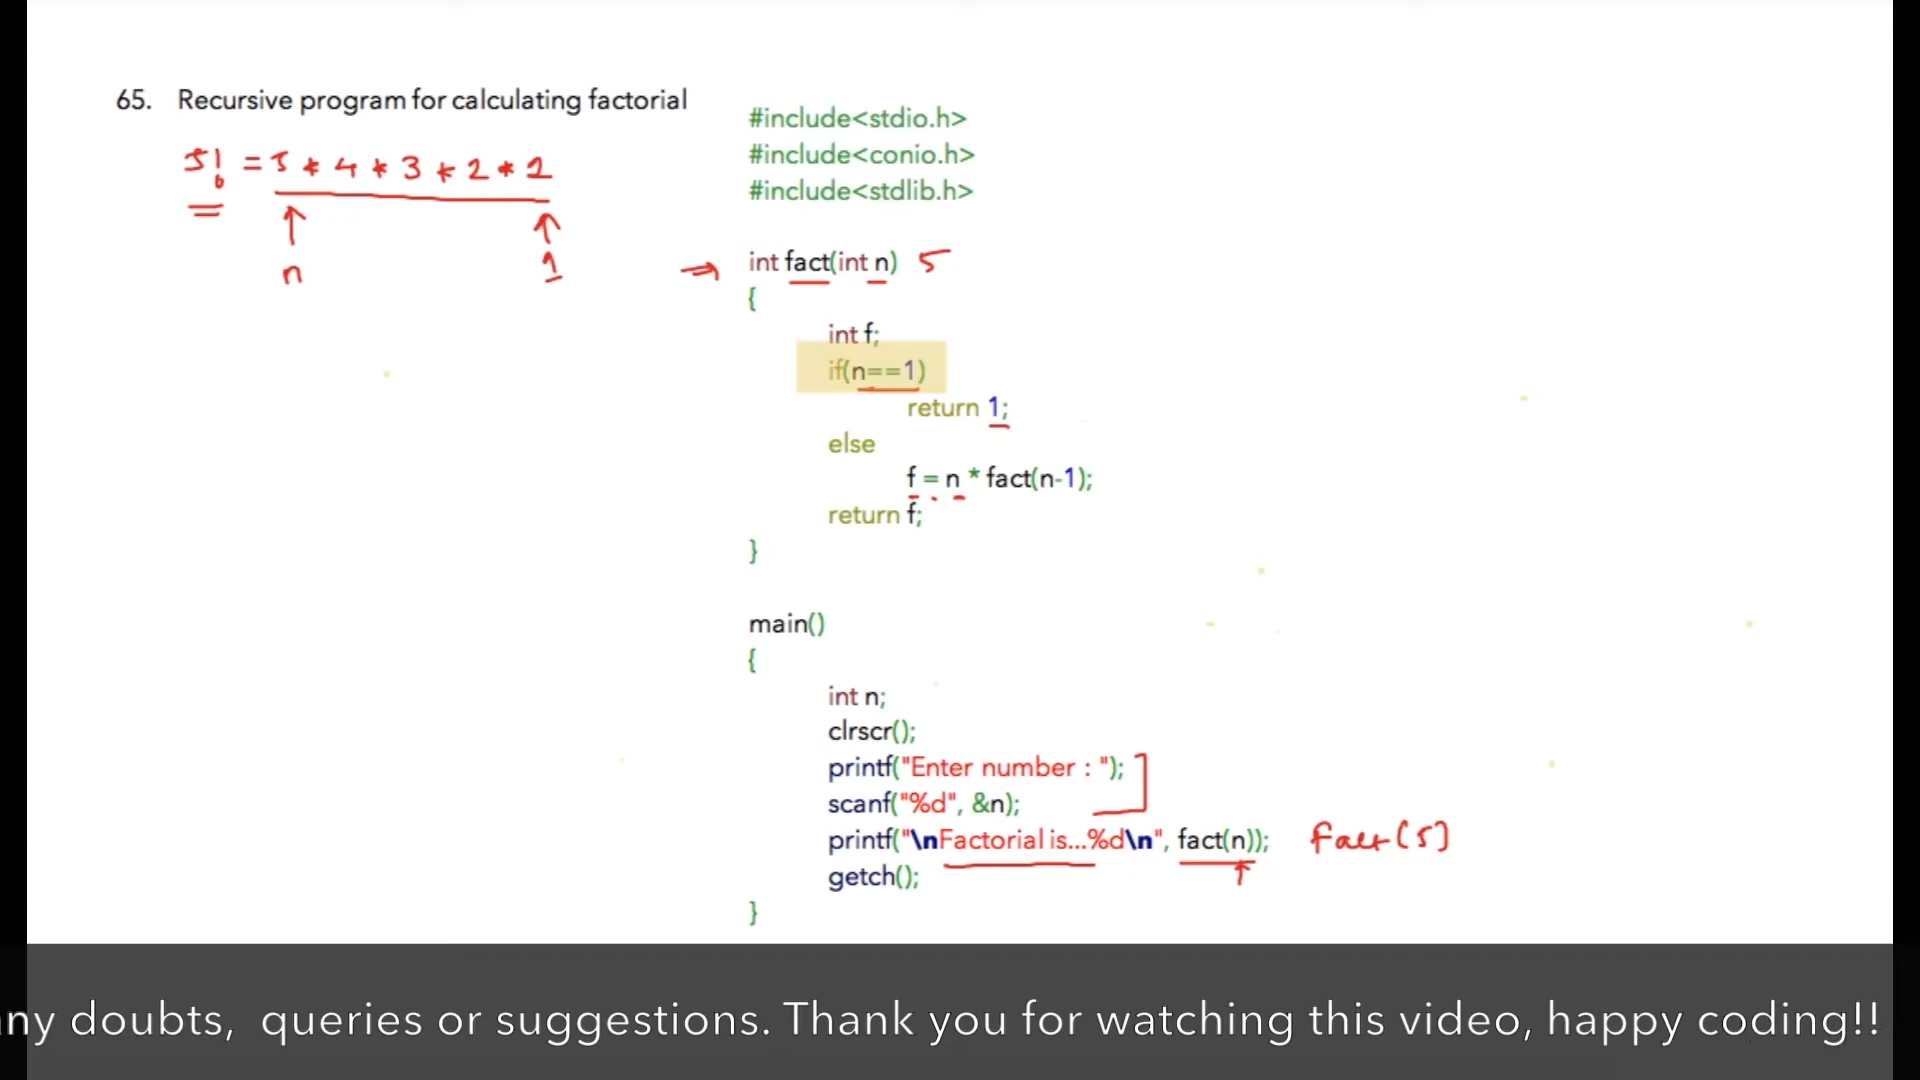 65. Recursive program for calculating factorial
5! = 5 * 4 * 3 * 2 * 1
n 1
#include<stdio.h>
#include<conio.h>
#include<stdlib.h>
int fact(int n) 5
{
int f;
if(n==1)
return 1;
else
f = n * fact(n-1);
return f;
}
main()
{
int n;
clrscr();
printf("Enter number : ");
scanf("%d", &n);
printf("\nFactorial is...%d\n", fact(n)); fact(5)
getch();
}
ny doubts, queries or suggestions. Thank you for watching this video, happy coding!!